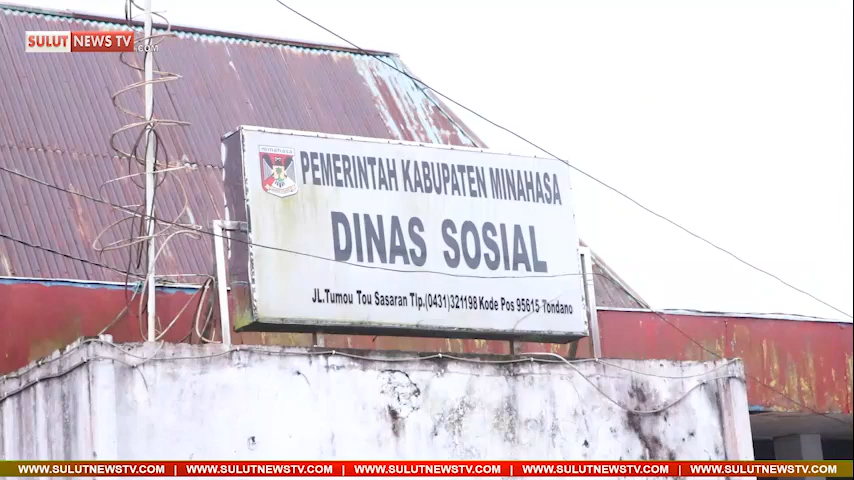 SULUT NEWS TV.COM
minahasa
PEMERINTAH KABUPATEN MINAHASA
DINAS SOSIAL
JL.Tumou Tou Sasaran Tlp.(0431)321198 Kode Pos 95615 Tondano
WWW.SULUTNEWSTV.COM | WWW.SULUTNEWSTV.COM | WWW.SULUTNEWSTV.COM | WWW.SULUTNEWSTV.COM | WWW.SULUTNEWSTV.COM